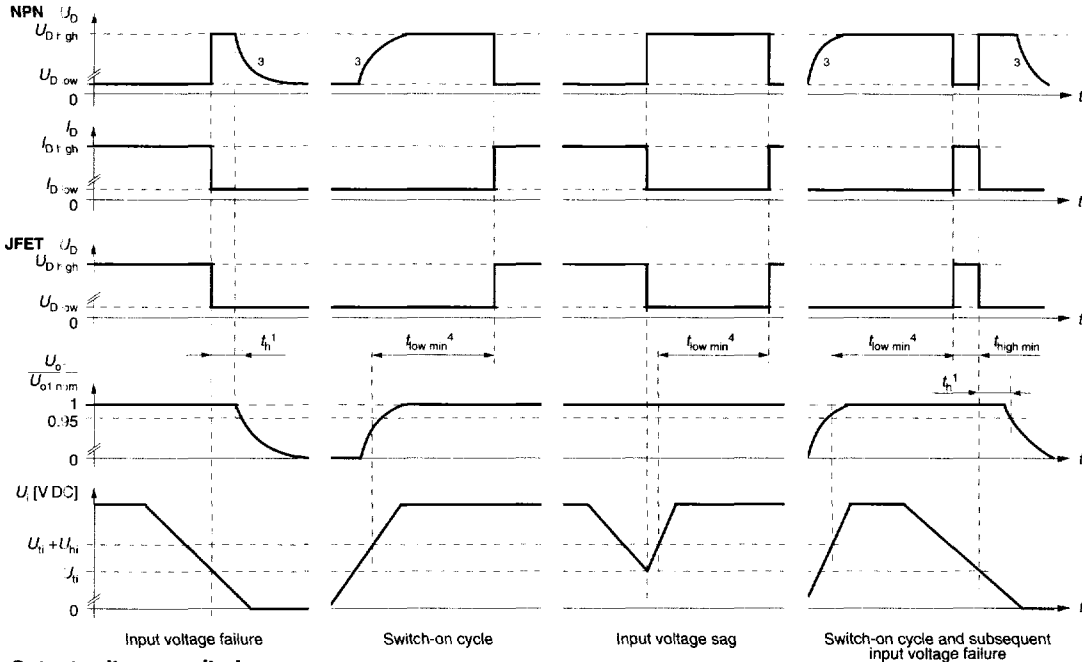 NPN U_D
U_D high
U_D low
0
t
I_D
I_D high
I_D low
0
t
JFET U_D
U_D high
U_D low
0
t
t_h^1 t_low min^4 t_low min^4 t_low min^4 t_high min
U_o1
U_o1 nom
t_h^1
1
0.95
0
t
U_i [V DC]
U_ti + U_hi
U_ti
0
t
3 3 3 3
Input voltage failure Switch-on cycle Input voltage sag Switch-on cycle and subsequent
input voltage failure